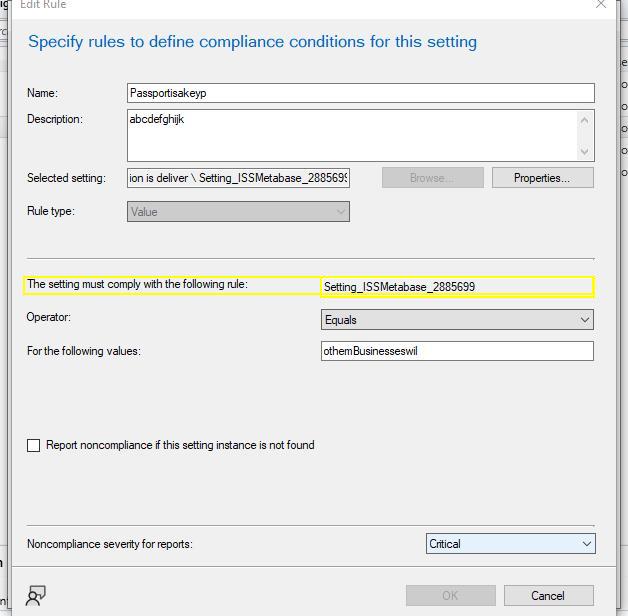 Edit Rule
Specify rules to define compliance conditions for this setting
Name:
Passportisakeyp
Description:
abcdefghijk
Selected setting:
ion is deliver \ Setting_ISSMetabase_2885699
Browse...
Properties...
Rule type:
Value
The setting must comply with the following rule:
Setting_ISSMetabase_2885699
Operator:
Equals
For the following values:
othemBusinesseswil
Report noncompliance if this setting instance is not found
Noncompliance severity for reports:
Critical
OK
Cancel